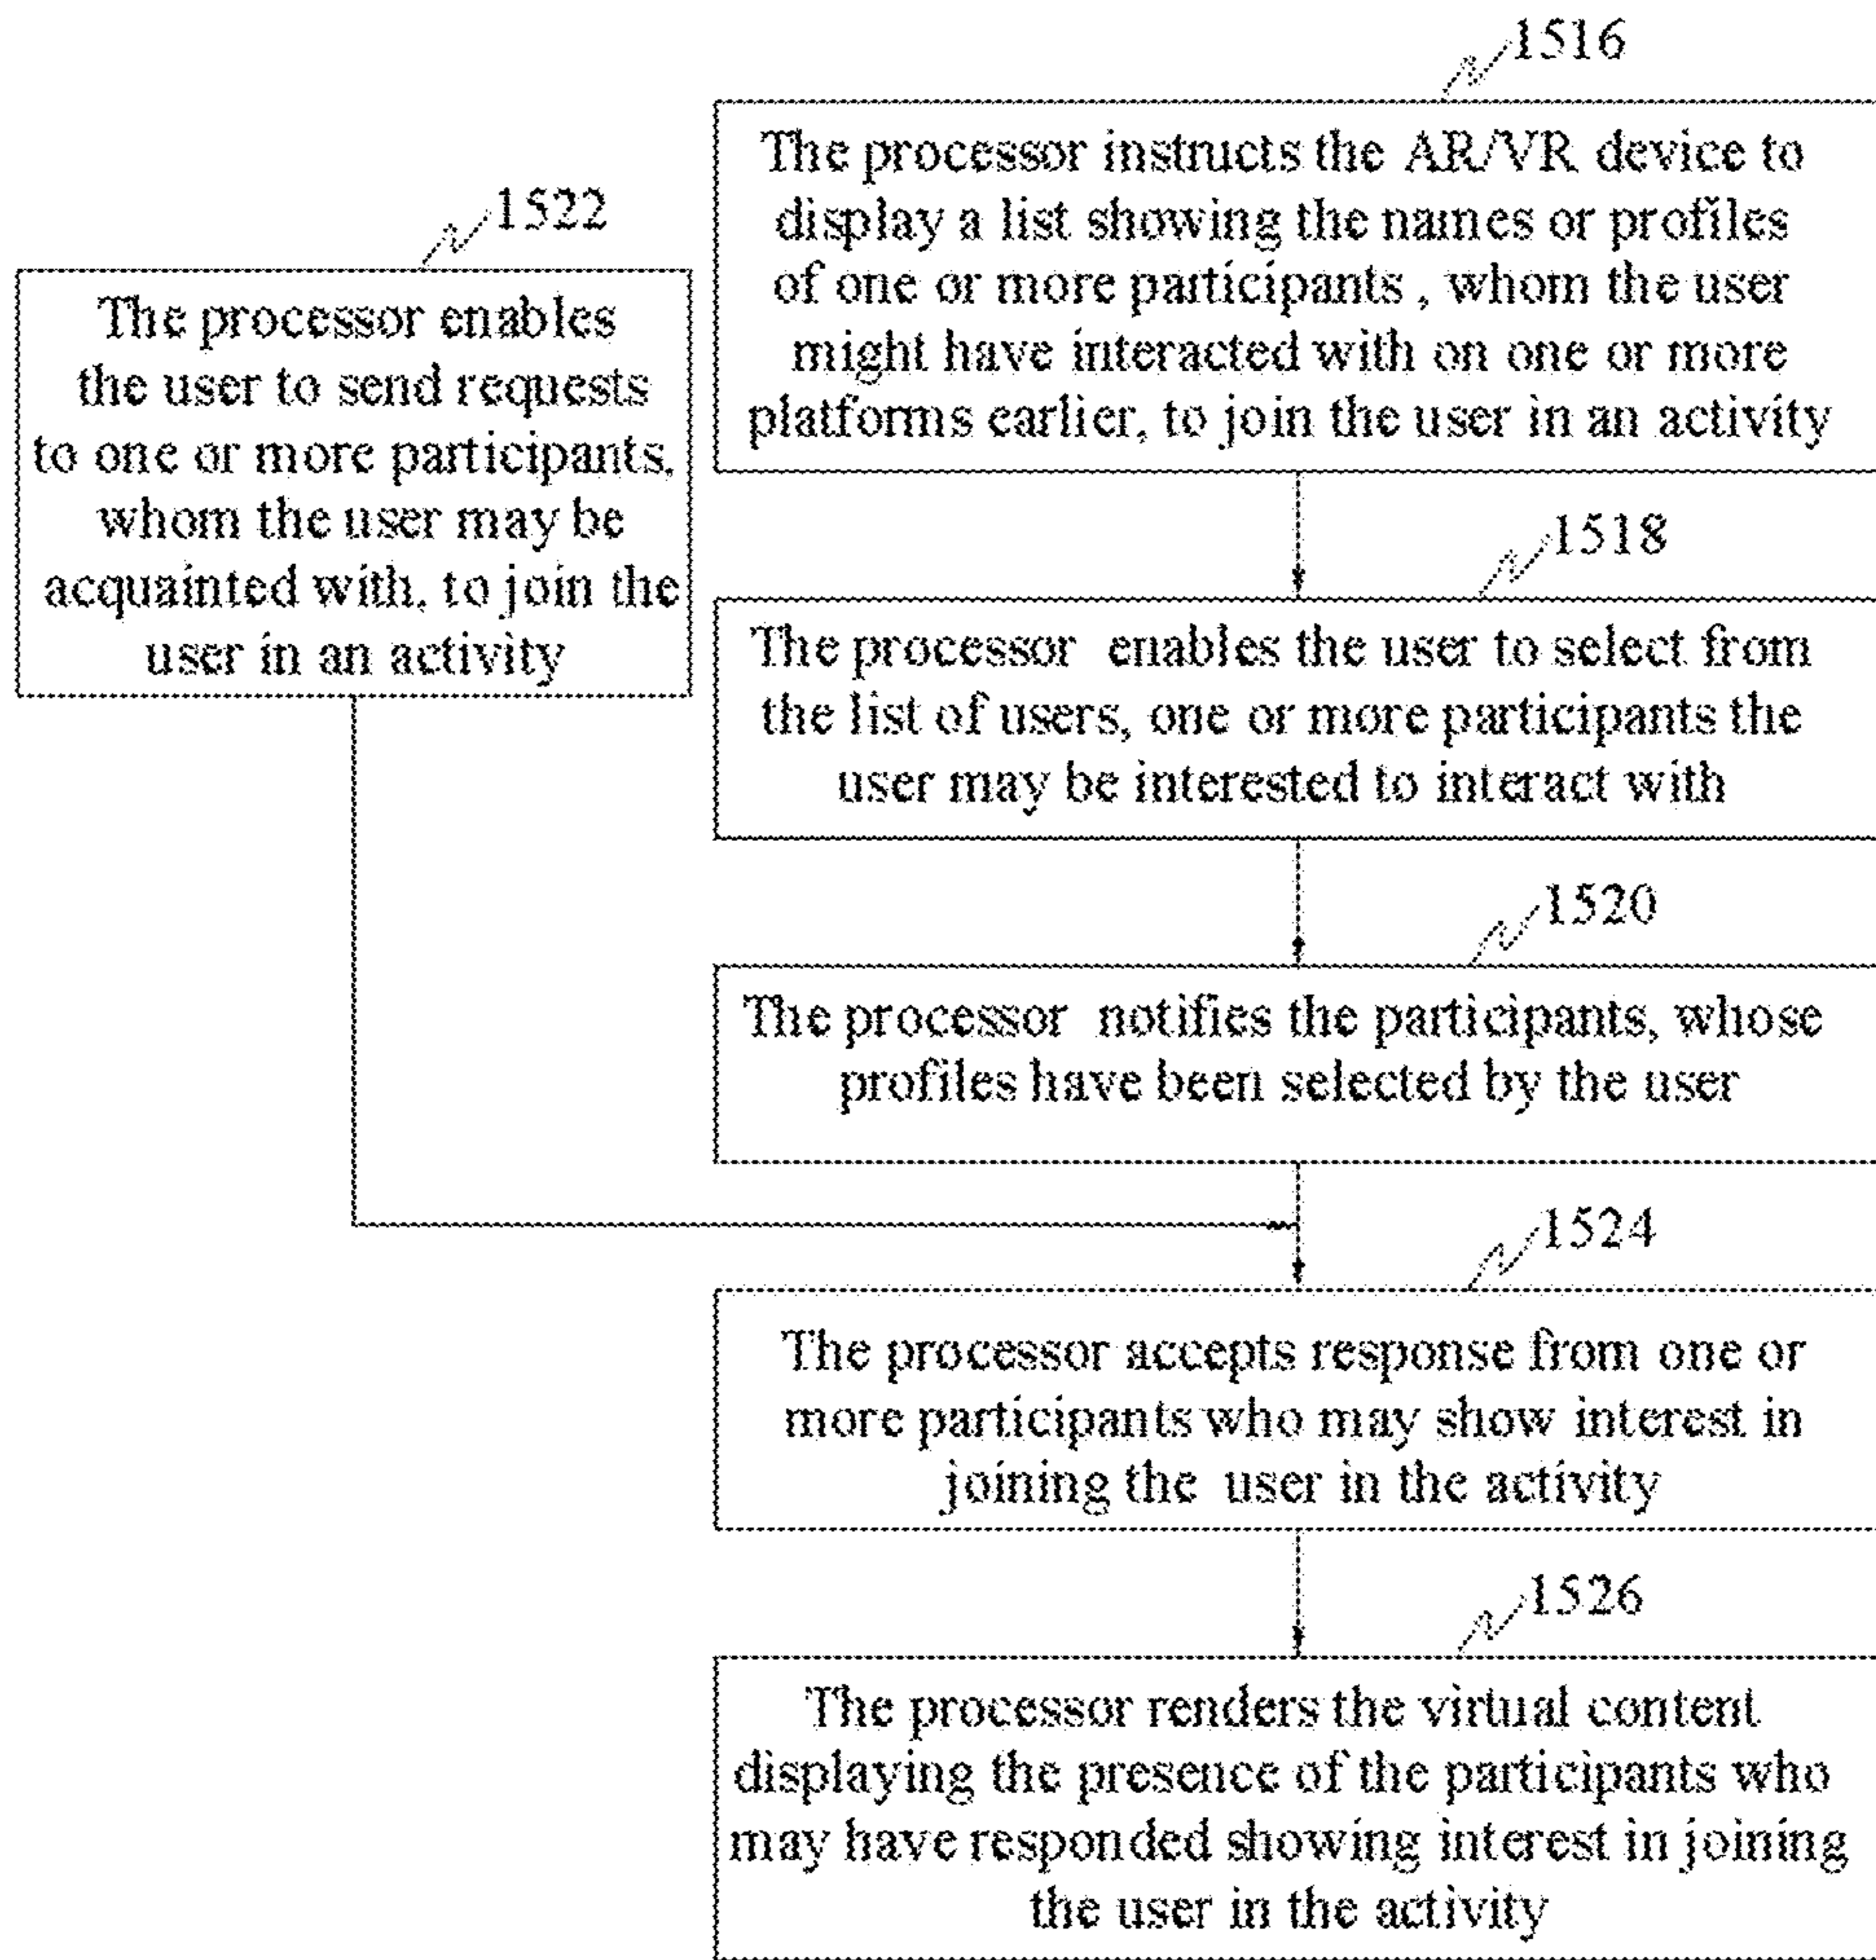 1516
The processor instructs the AR/VR device to
display a list showing the names or profiles
of one or more participants , whom the user
might have interacted with on one or more
platforms earlier, to join the user in an activity
1522
The processor enables
the user to send requests
to one or more participants,
whom the user may be
acquainted with, to join the
user in an activity
1518
The processor enables the user to select from
the list of users, one or more participants the
user may be interested to interact with
1520
The processor notifies the participants, whose
profiles have been selected by the user
1524
The processor accepts response from one or
more participants who may show interest in
joining the user in the activity
1526
The processor renders the virtual content
displaying the presence of the participants who
may have responded showing interest in joining
the user in the activity